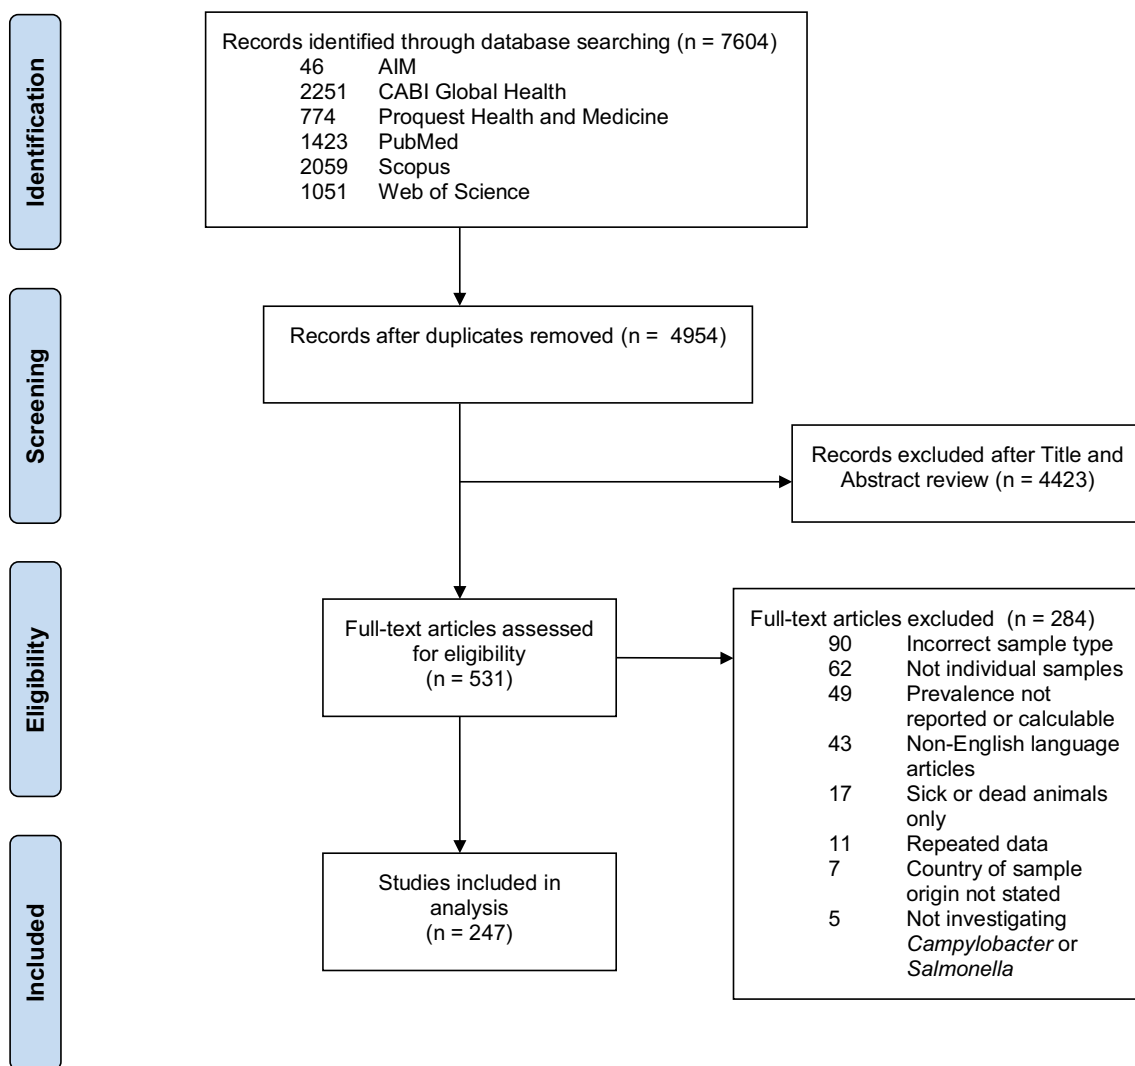 Identification
Records identified through database searching (n = 7604)
46 AIM
2251 CABI Global Health
774 Proquest Health and Medicine
1423 PubMed
2059 Scopus
1051 Web of Science
Screening
Records after duplicates removed (n = 4954)
Records excluded after Title and
Abstract review (n = 4423)
Eligibility
Full-text articles assessed
for eligibility
(n = 531)
Full-text articles excluded (n = 284)
90 Incorrect sample type
62 Not individual samples
49 Prevalence not
reported or calculable
43 Non-English language
articles
17 Sick or dead animals
only
11 Repeated data
7 Country of sample
origin not stated
5 Not investigating
Campylobacter or
Salmonella
Included
Studies included in
analysis
(n = 247)